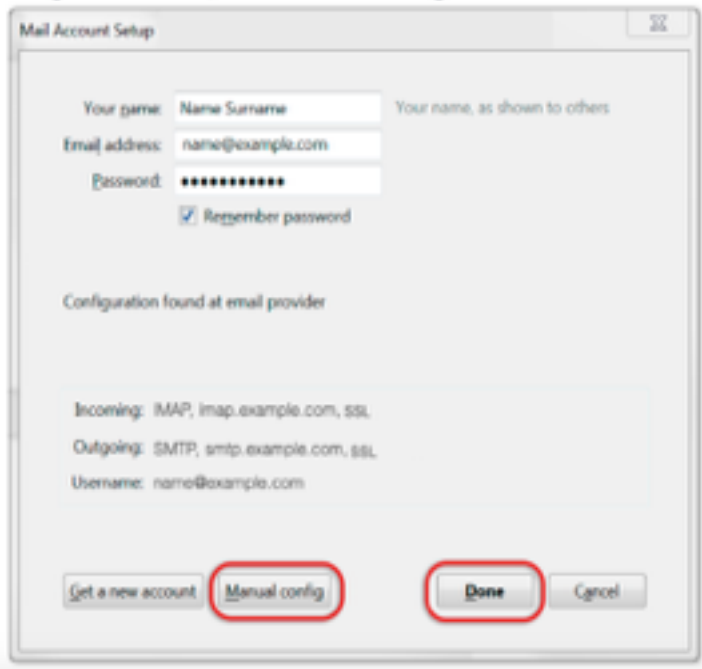 Mail Account Setup
Your name: Name Surname Your name, as shown to others
Email address: name@example.com
Password: •••••••••••
Remember password
Configuration found at email provider
Incoming: IMAP, imap.example.com, SSL
Outgoing: SMTP, smtp.example.com, SSL
Username: name@example.com
Get a new account Manual config Done Cancel